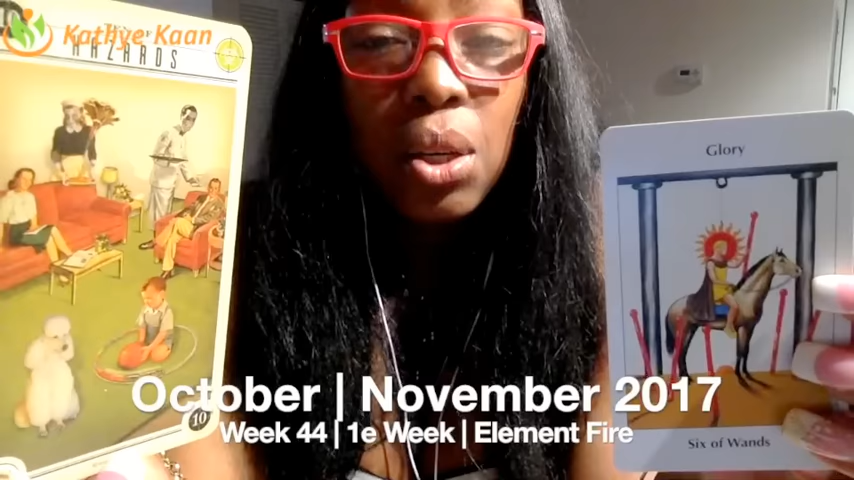 Kathye Kaan
HAZARDS
10
Glory
Six of Wands
October | November 2017
Week 44 | 1e Week | Element Fire